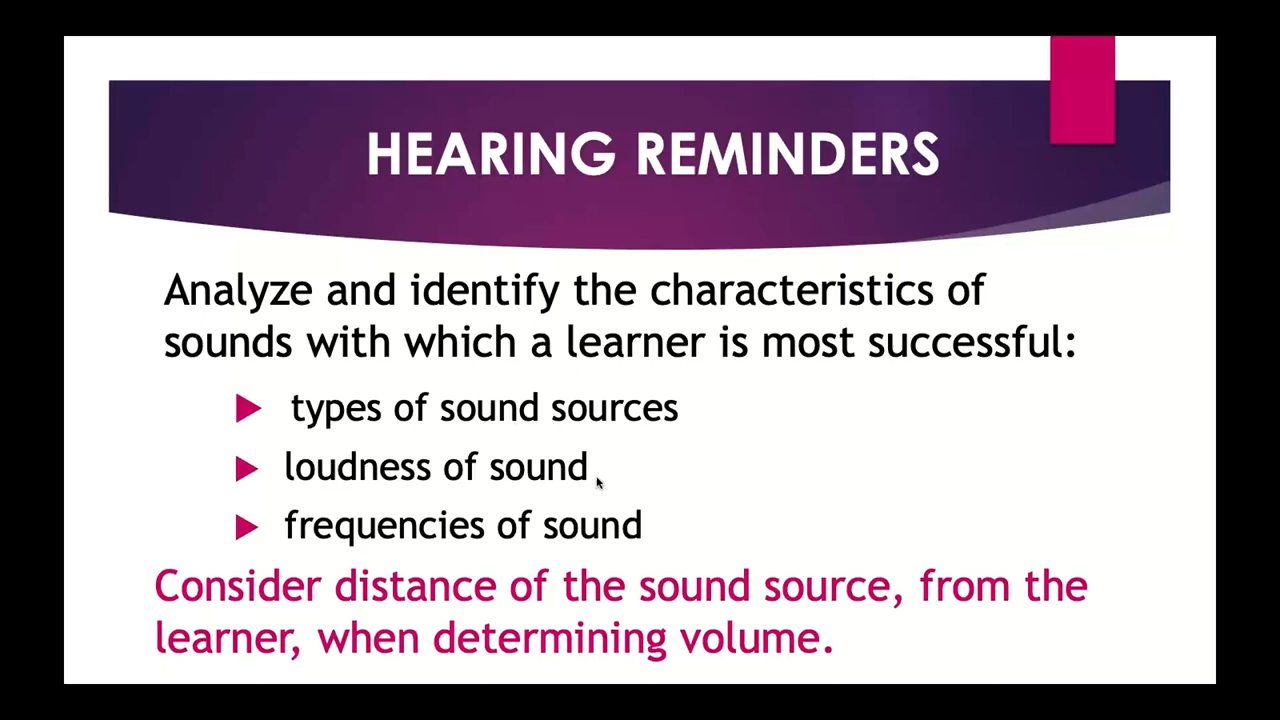 HEARING REMINDERS
Analyze and identify the characteristics of
sounds with which a learner is most successful:
types of sound sources
loudness of sound
frequencies of sound
Consider distance of the sound source, from the
learner, when determining volume.